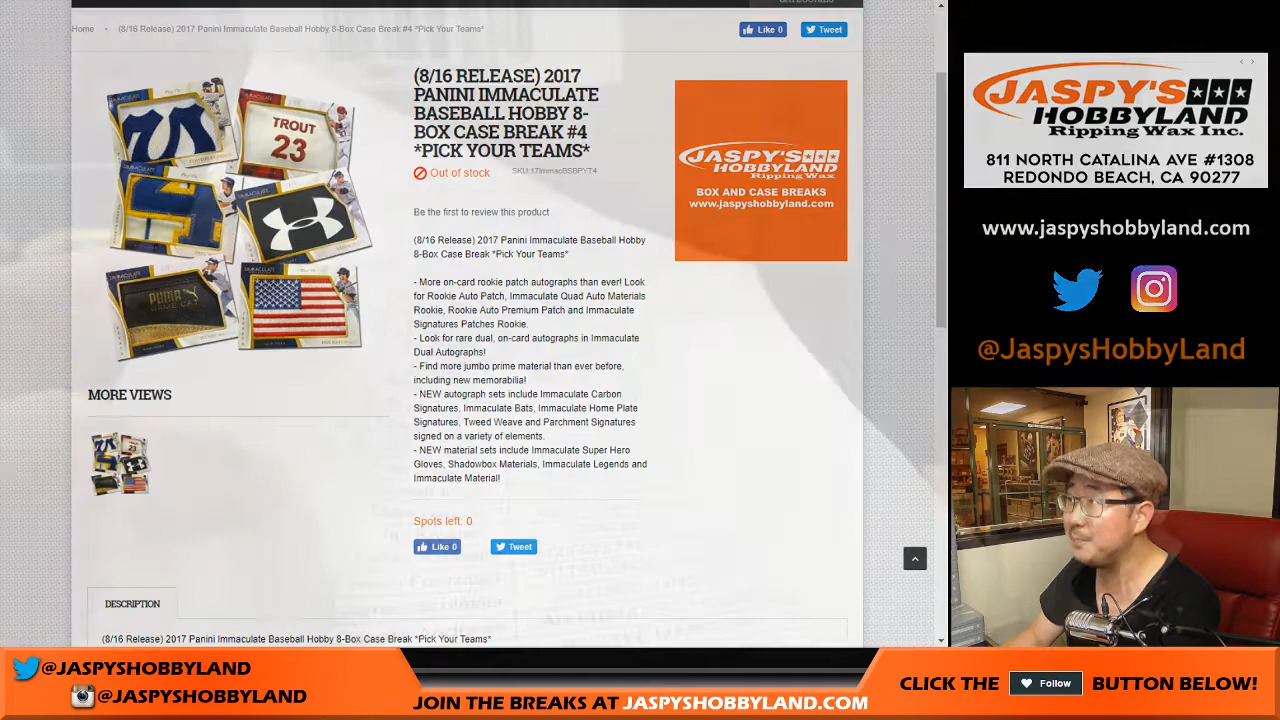 CATEGORIES
Home • (8/16 Release) 2017 Panini Immaculate Baseball Hobby 8-Box Case Break #4 *Pick Your Teams*
Like 0
Tweet
(8/16 RELEASE) 2017
PANINI IMMACULATE
BASEBALL HOBBY 8-
BOX CASE BREAK #4
*PICK YOUR TEAMS*
Out of stock
SKU:17ImmacBSBPYT4
Be the first to review this product
(8/16 Release) 2017 Panini Immaculate Baseball Hobby
8-Box Case Break *Pick Your Teams*
- More on-card rookie patch autographs than ever! Look
for Rookie Auto Patch, Immaculate Quad Auto Materials
Rookie, Rookie Auto Premium Patch and Immaculate
Signatures Patches Rookie.
- Look for rare dual, on-card autographs in Immaculate
Dual Autographs!
- Find more jumbo prime material than ever before,
including new memorabilia!
- NEW autograph sets include Immaculate Carbon
Signatures, Immaculate Bats, Immaculate Home Plate
Signatures, Tweed Weave and Parchment Signatures
signed on a variety of elements.
- NEW material sets include Immaculate Super Hero
Gloves, Shadowbox Materials, Immaculate Legends and
Immaculate Material!
Spots left: 0
Like 0
Tweet
TROUT
23
PUMA
MORE VIEWS
DESCRIPTION
(8/16 Release) 2017 Panini Immaculate Baseball Hobby 8-Box Case Break *Pick Your Teams*
JASPY'S
HOBBYLAND
Ripping Wax
BOX AND CASE BREAKS
www.jaspyshobbyland.com
JASPY'S
HOBBYLAND
Ripping Wax Inc.
811 NORTH CATALINA AVE #1308
REDONDO BEACH, CA 90277
www.jaspyshobbyland.com
@JaspysHobbyLand
@JASPYSHOBBYLAND
@JASPYSHOBBYLAND
JOIN THE BREAKS AT JASPYSHOBBYLAND.COM
CLICK THE Follow BUTTON BELOW!